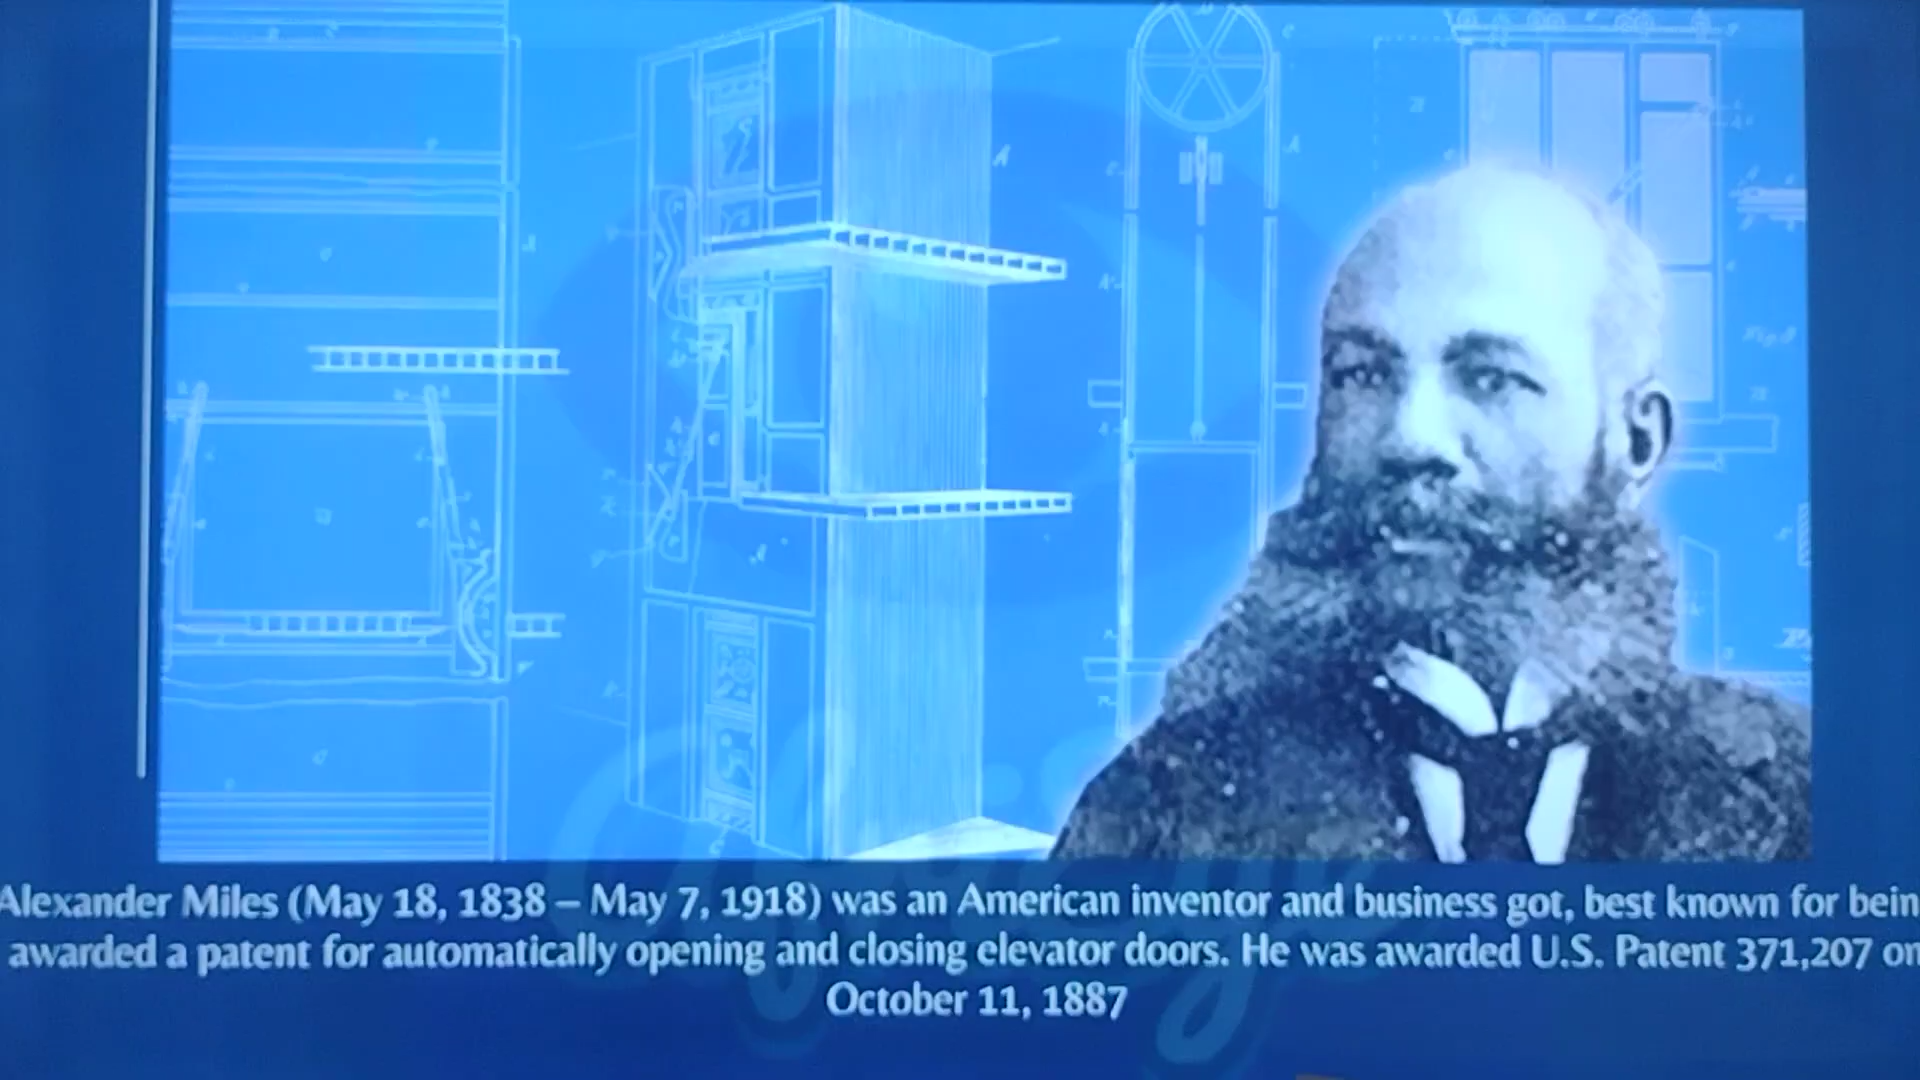 Alexander Miles (May 18, 1838 – May 7, 1918) was an American inventor and business got, best known for bein
awarded a patent for automatically opening and closing elevator doors. He was awarded U.S. Patent 371,207 on
October 11, 1887